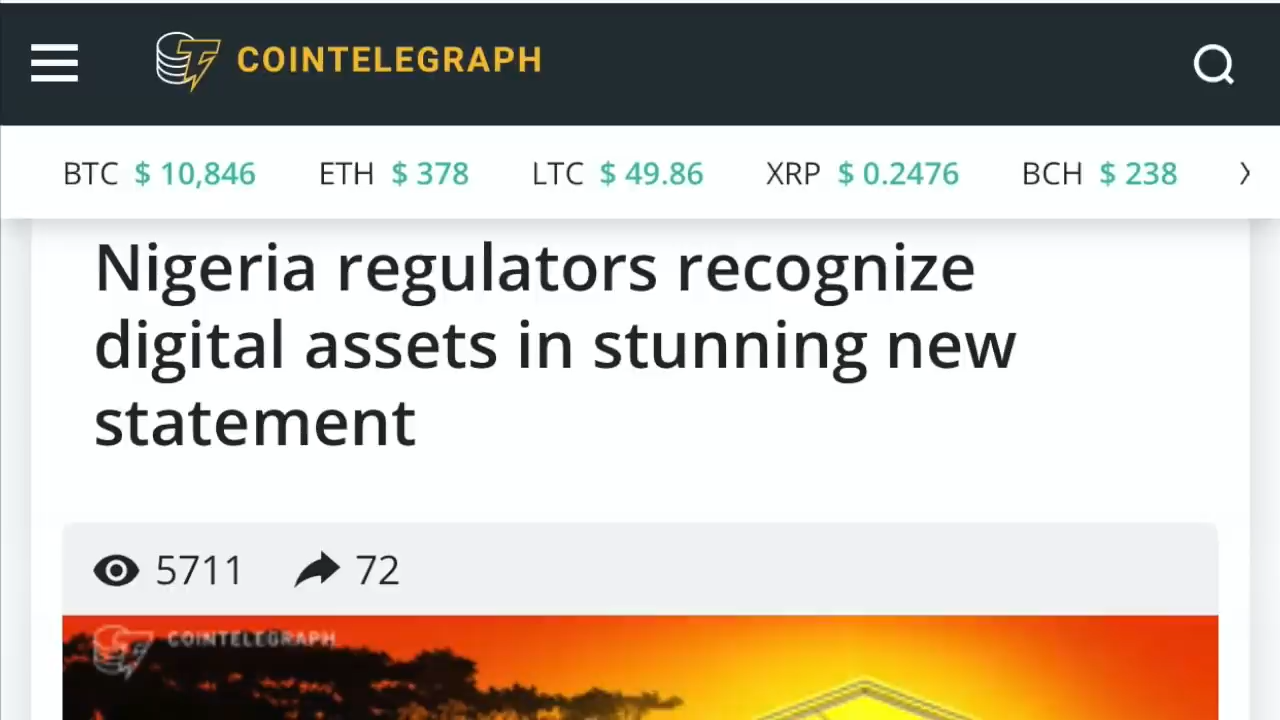 COINTELEGRAPH
BTC $ 10,846 ETH $ 378 LTC $ 49.86 XRP $ 0.2476 BCH $ 238 X
Nigeria regulators recognize
digital assets in stunning new
statement
5711 72
COINTELEGRAPH